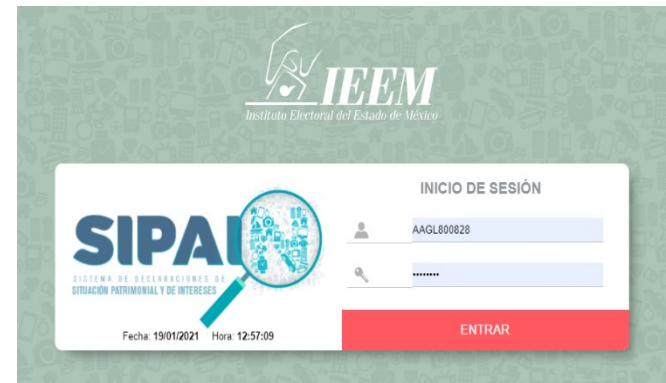 IEEM
Instituto Electoral del Estado de México
INICIO DE SESIÓN
SIPAI
SISTEMA DE DECLARACIONES DE
SITUACIÓN PATRIMONIAL Y DE INTERESES
AAGL800828
••••••••
Fecha: 19/01/2021 Hora: 12:57:09
ENTRAR